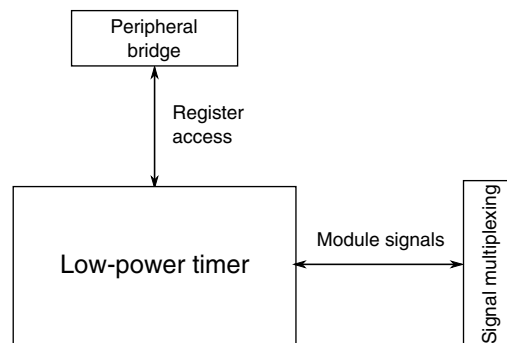 Peripheral
bridge
Register
access
Low-power timer
Module signals
Signal multiplexing